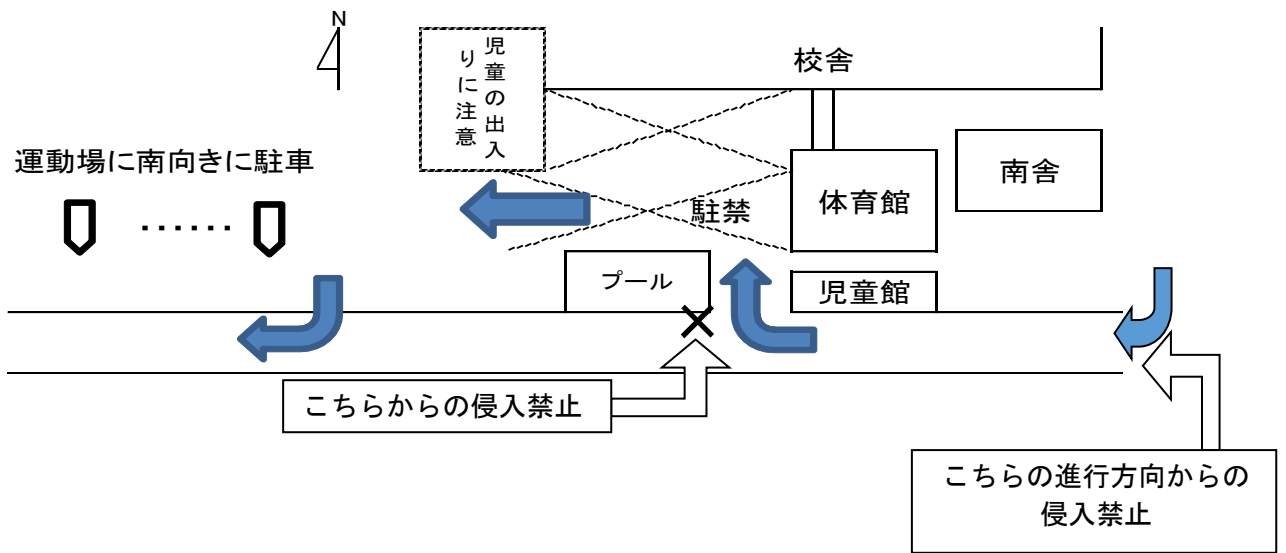 N
児童の出入
りに注意
校舎
運動場に南向きに駐車
南舎
体育館
駐禁
......
プール
児童館
こちらからの侵入禁止
こちらの進行方向からの
侵入禁止